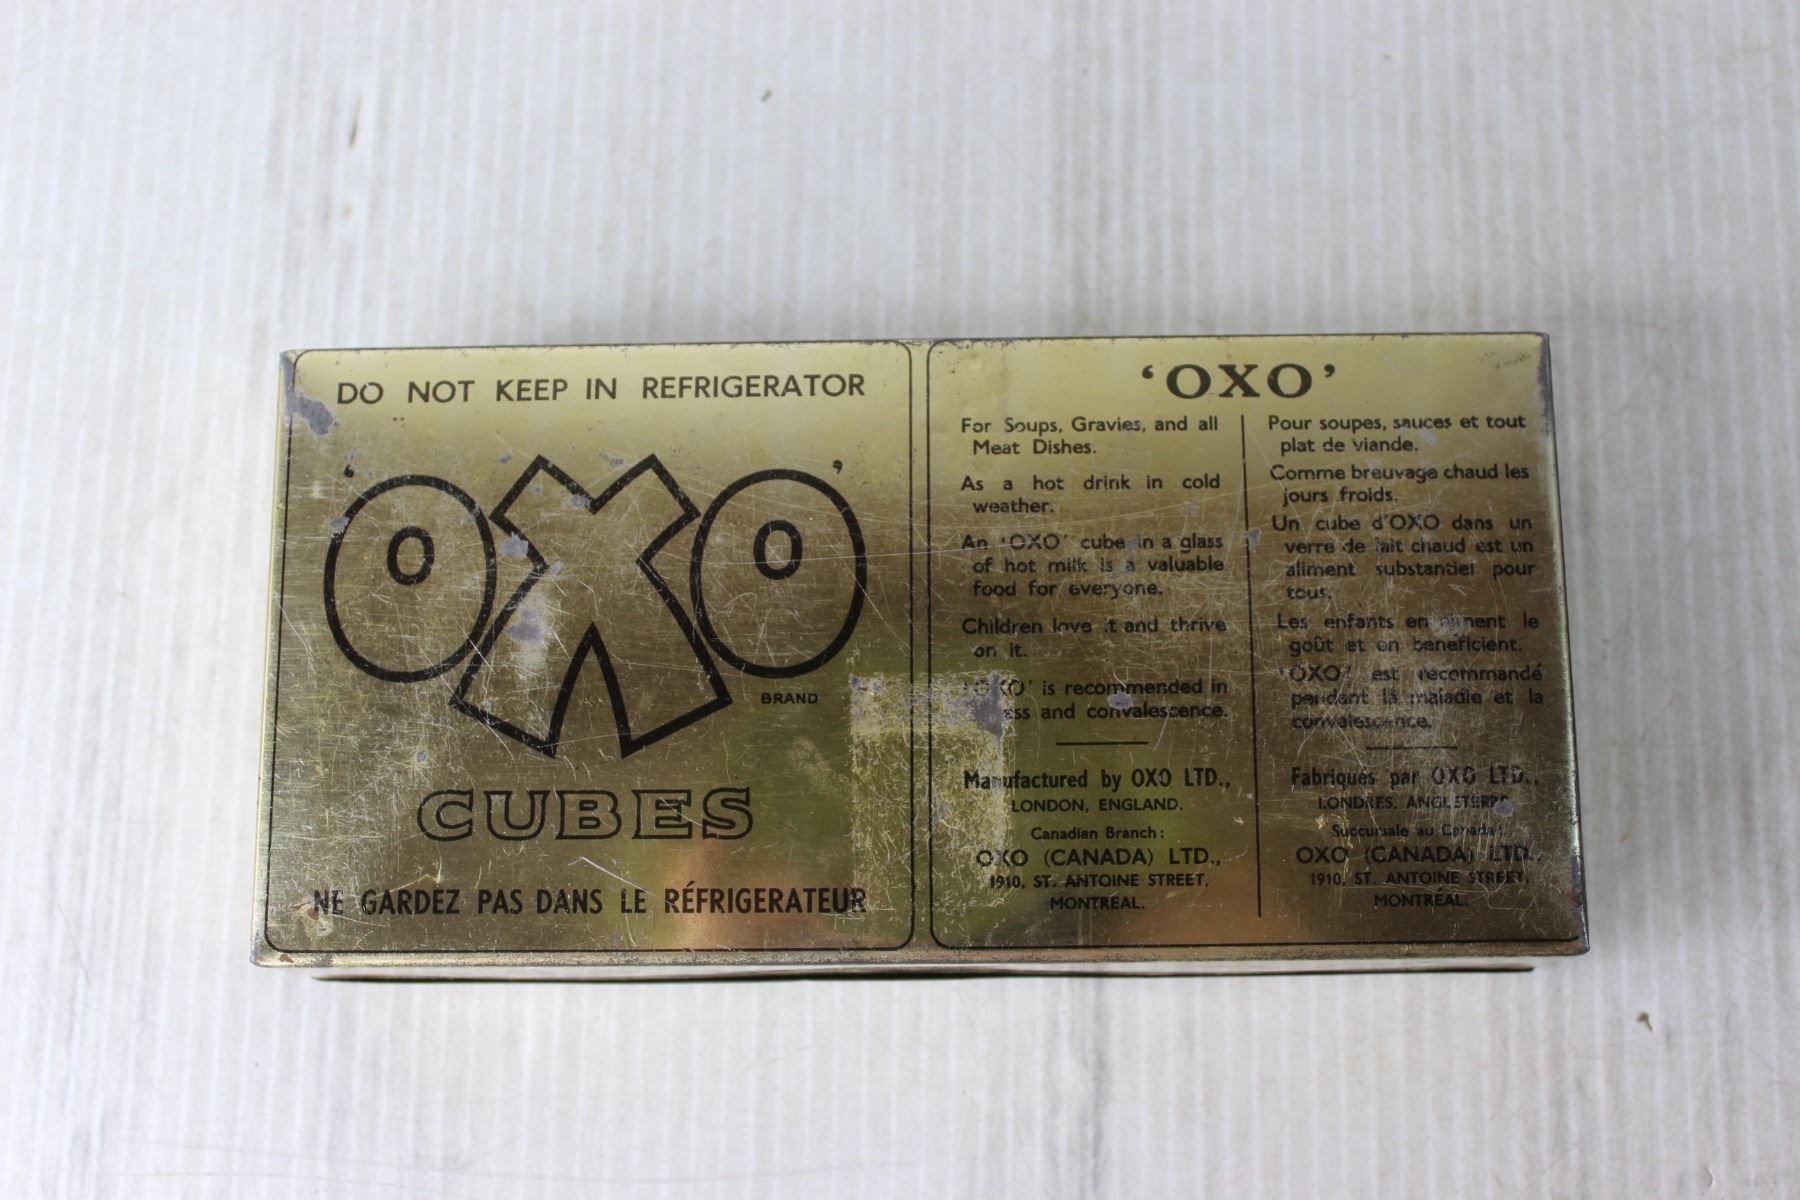 DO NOT KEEP IN REFRIGERATOR
'OXO'
BRAND
CUBES
NE GARDEZ PAS DANS LE RÉFRIGERATEUR
'OXO'
For Soups, Gravies, and all
Meat Dishes.
As a hot drink in cold
weather.
An 'OXO' cube in a glass
of hot milk is a valuable
food for everyone.
Children love it and thrive
on it.
'OXO' is recommended in
and convalescence.
Manufactured by OXO LTD.,
LONDON, ENGLAND.
Canadian Branch:
OXO (CANADA) LTD.,
1910, ST. ANTOINE STREET,
MONTREAL.
Pour soupes, sauces et tout
plat de viande.
Comme breuvage chaud les
jours froids.
Un cube d'OXO dans un
verre de lait chaud est un
aliment substantiel pour
tous.
Les enfants en aiment le
goût et en beneficient.
'OXO' est recommandé
pendant la maladie et la
convalescence.
Fabriqués par OXO LTD.,
LONDRES, ANGLETERRE
Succursale au Canada:
OXO (CANADA) LTD.,
1910, ST. ANTOINE STREET,
MONTRÉAL.